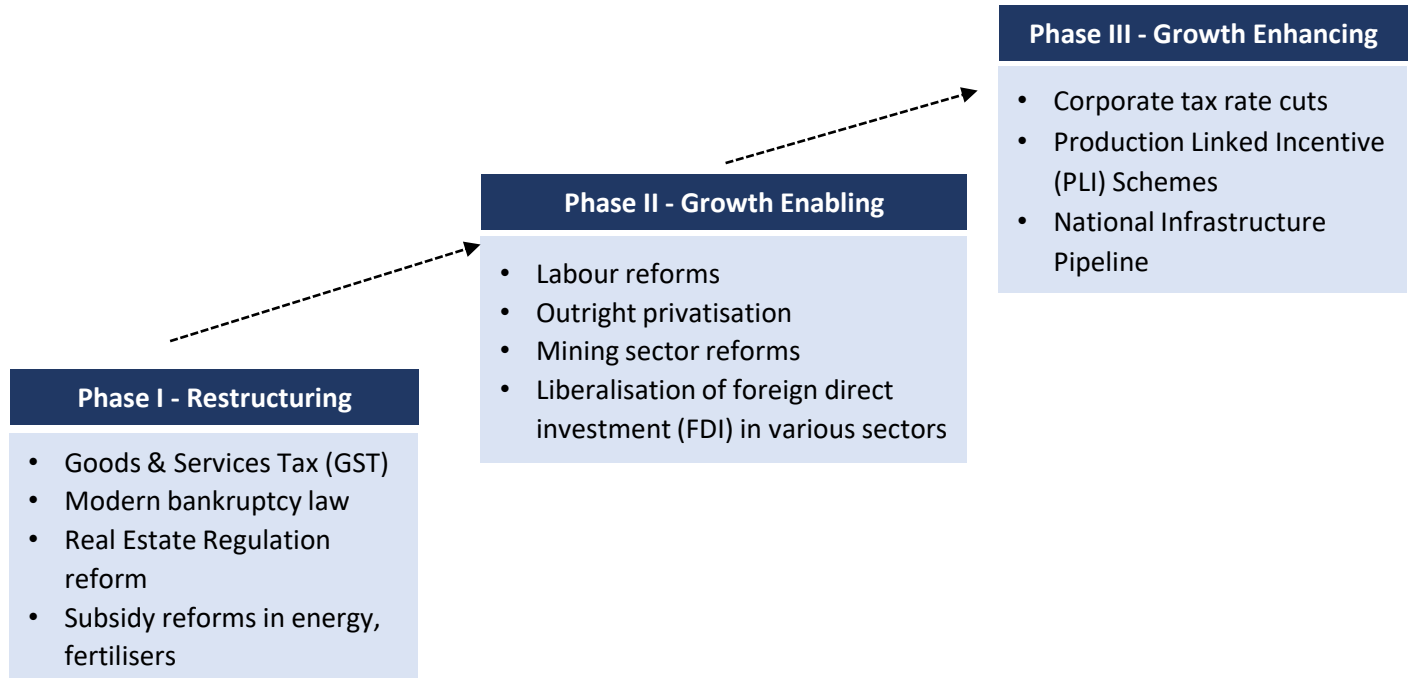 Phase III - Growth Enhancing
• Corporate tax rate cuts
• Production Linked Incentive
(PLI) Schemes
• National Infrastructure
Pipeline
Phase II - Growth Enabling
• Labour reforms
• Outright privatisation
• Mining sector reforms
• Liberalisation of foreign direct
investment (FDI) in various sectors
Phase I - Restructuring
• Goods & Services Tax (GST)
• Modern bankruptcy law
• Real Estate Regulation
reform
• Subsidy reforms in energy,
fertilisers